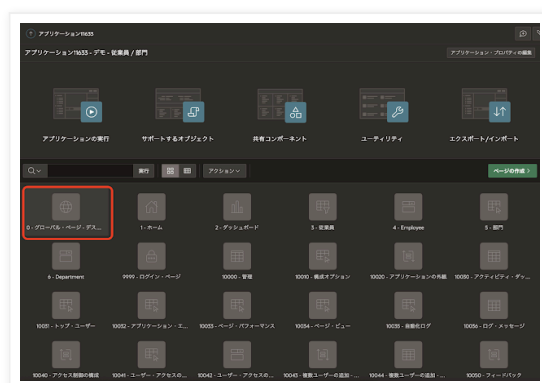 アプリケーション11633
アプリケーション11633 - デモ - 従業員 / 部門
アプリケーション・プロパティの編集
アプリケーションの実行
サポートするオブジェクト
共有コンポーネント
ユーティリティ
エクスポート/インポート
実行
アクション
ページの作成 >
0 - グローバル・ページ - デス...
1 - ホーム
2 - ダッシュボード
3 - 従業員
4 - Employee
5 - 部門
6 - Department
9999 - ログイン・ページ
10000 - 管理
10010 - 構成オプション
10020 - アプリケーションの外観
10030 - アクティビティ・ダッ...
10031 - トップ・ユーザー
10032 - アプリケーション・エ...
10033 - ページ・パフォーマンス
10034 - ページ・ビュー
10035 - 自動化ログ
10036 - ログ・メッセージ
10040 - アクセス制御の構成
10041 - ユーザー・アクセスの...
10042 - ユーザー・アクセスの...
10043 - 複数ユーザーの追加 - ...
10044 - 複数ユーザーの追加 - ...
10050 - フィードバック